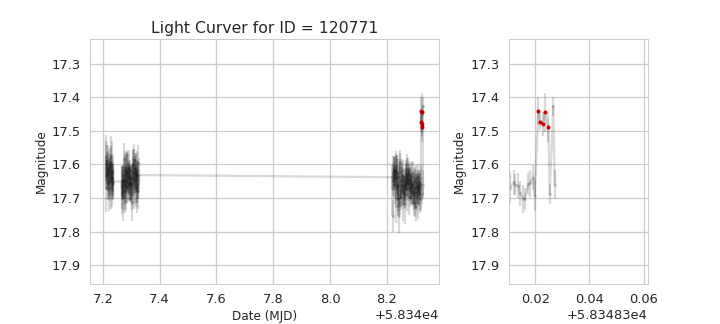 Light Curver for ID = 120771
Magnitude
17.3
17.4
17.5
17.6
17.7
17.8
17.9
7.2 7.4 7.6 7.8 8.0 8.2
Date (MJD)
+5.834e4
Magnitude
17.3
17.4
17.5
17.6
17.7
17.8
17.9
0.02 0.04 0.06
+5.83483e4